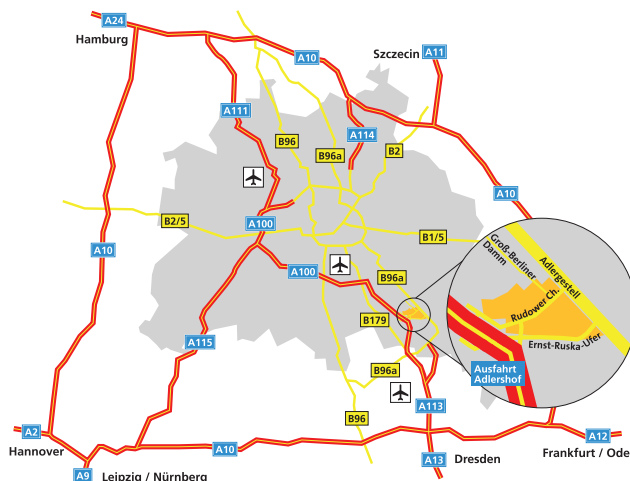 A24
Hamburg
A10
Szczecin
A11
A111
A114
B96
B96a
B2
A10
B2/5
A100
B1/5
A10
A100
B96a
Groß-Berliner
Damm
Adlergestell
Rudower Ch.
Ernst-Ruska-Ufer
Ausfahrt
Adlershof
B179
A115
B96a
B96
A113
A2
Hannover
A10
A12
Frankfurt / Ode
A9
Leipzig / Nürnberg
A13
Dresden